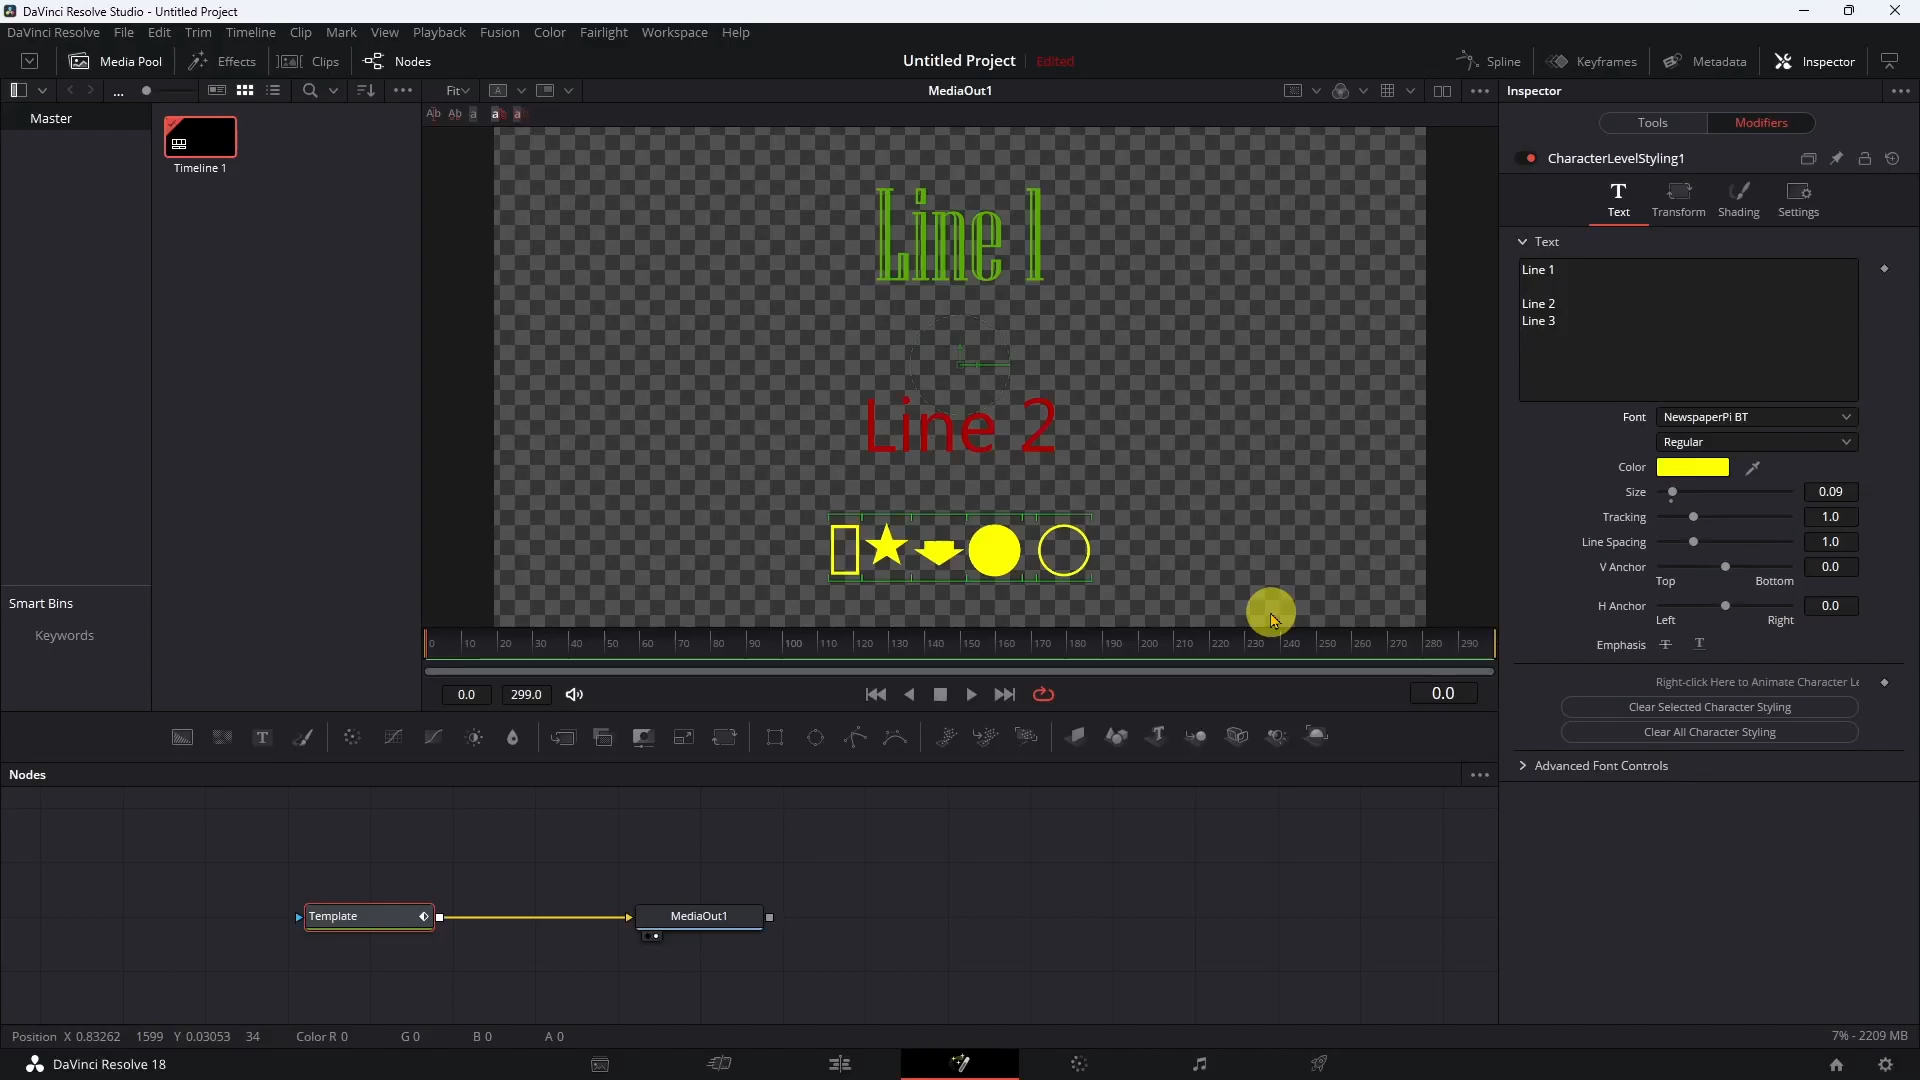 DaVinci Resolve Studio - Untitled Project
DaVinci Resolve File Edit Trim Timeline Clip Mark View Playback Fusion Color Fairlight Workspace Help
Media Pool Effects Clips Nodes Untitled Project Edited Spline Keyframes Metadata Inspector
... Fit MediaOut1 Inspector
Master
Timeline 1
Tools Modifiers
CharacterLevelStyling1
Text Transform Shading Settings
Text
Line 1
Line 2
Line 3
Font NewspaperPi BT
Regular
Color
Size 0.09
Tracking 1.0
Line Spacing 1.0
V Anchor 0.0
Top Bottom
H Anchor 0.0
Left Right
Emphasis T T
Right-click Here to Animate Character Le
Clear Selected Character Styling
Clear All Character Styling
Advanced Font Controls
Line 1
Line 2
Smart Bins
Keywords
0 10 20 30 40 50 60 70 80 90 100 110 120 130 140 150 160 170 180 190 200 210 220 230 240 250 260 270 280 290
0.0 299.0 0.0
Nodes
Template MediaOut1
Position X 0.83262 1599 Y 0.03053 34 Color R 0 G 0 B 0 A 0 7% - 2209 MB
DaVinci Resolve 18